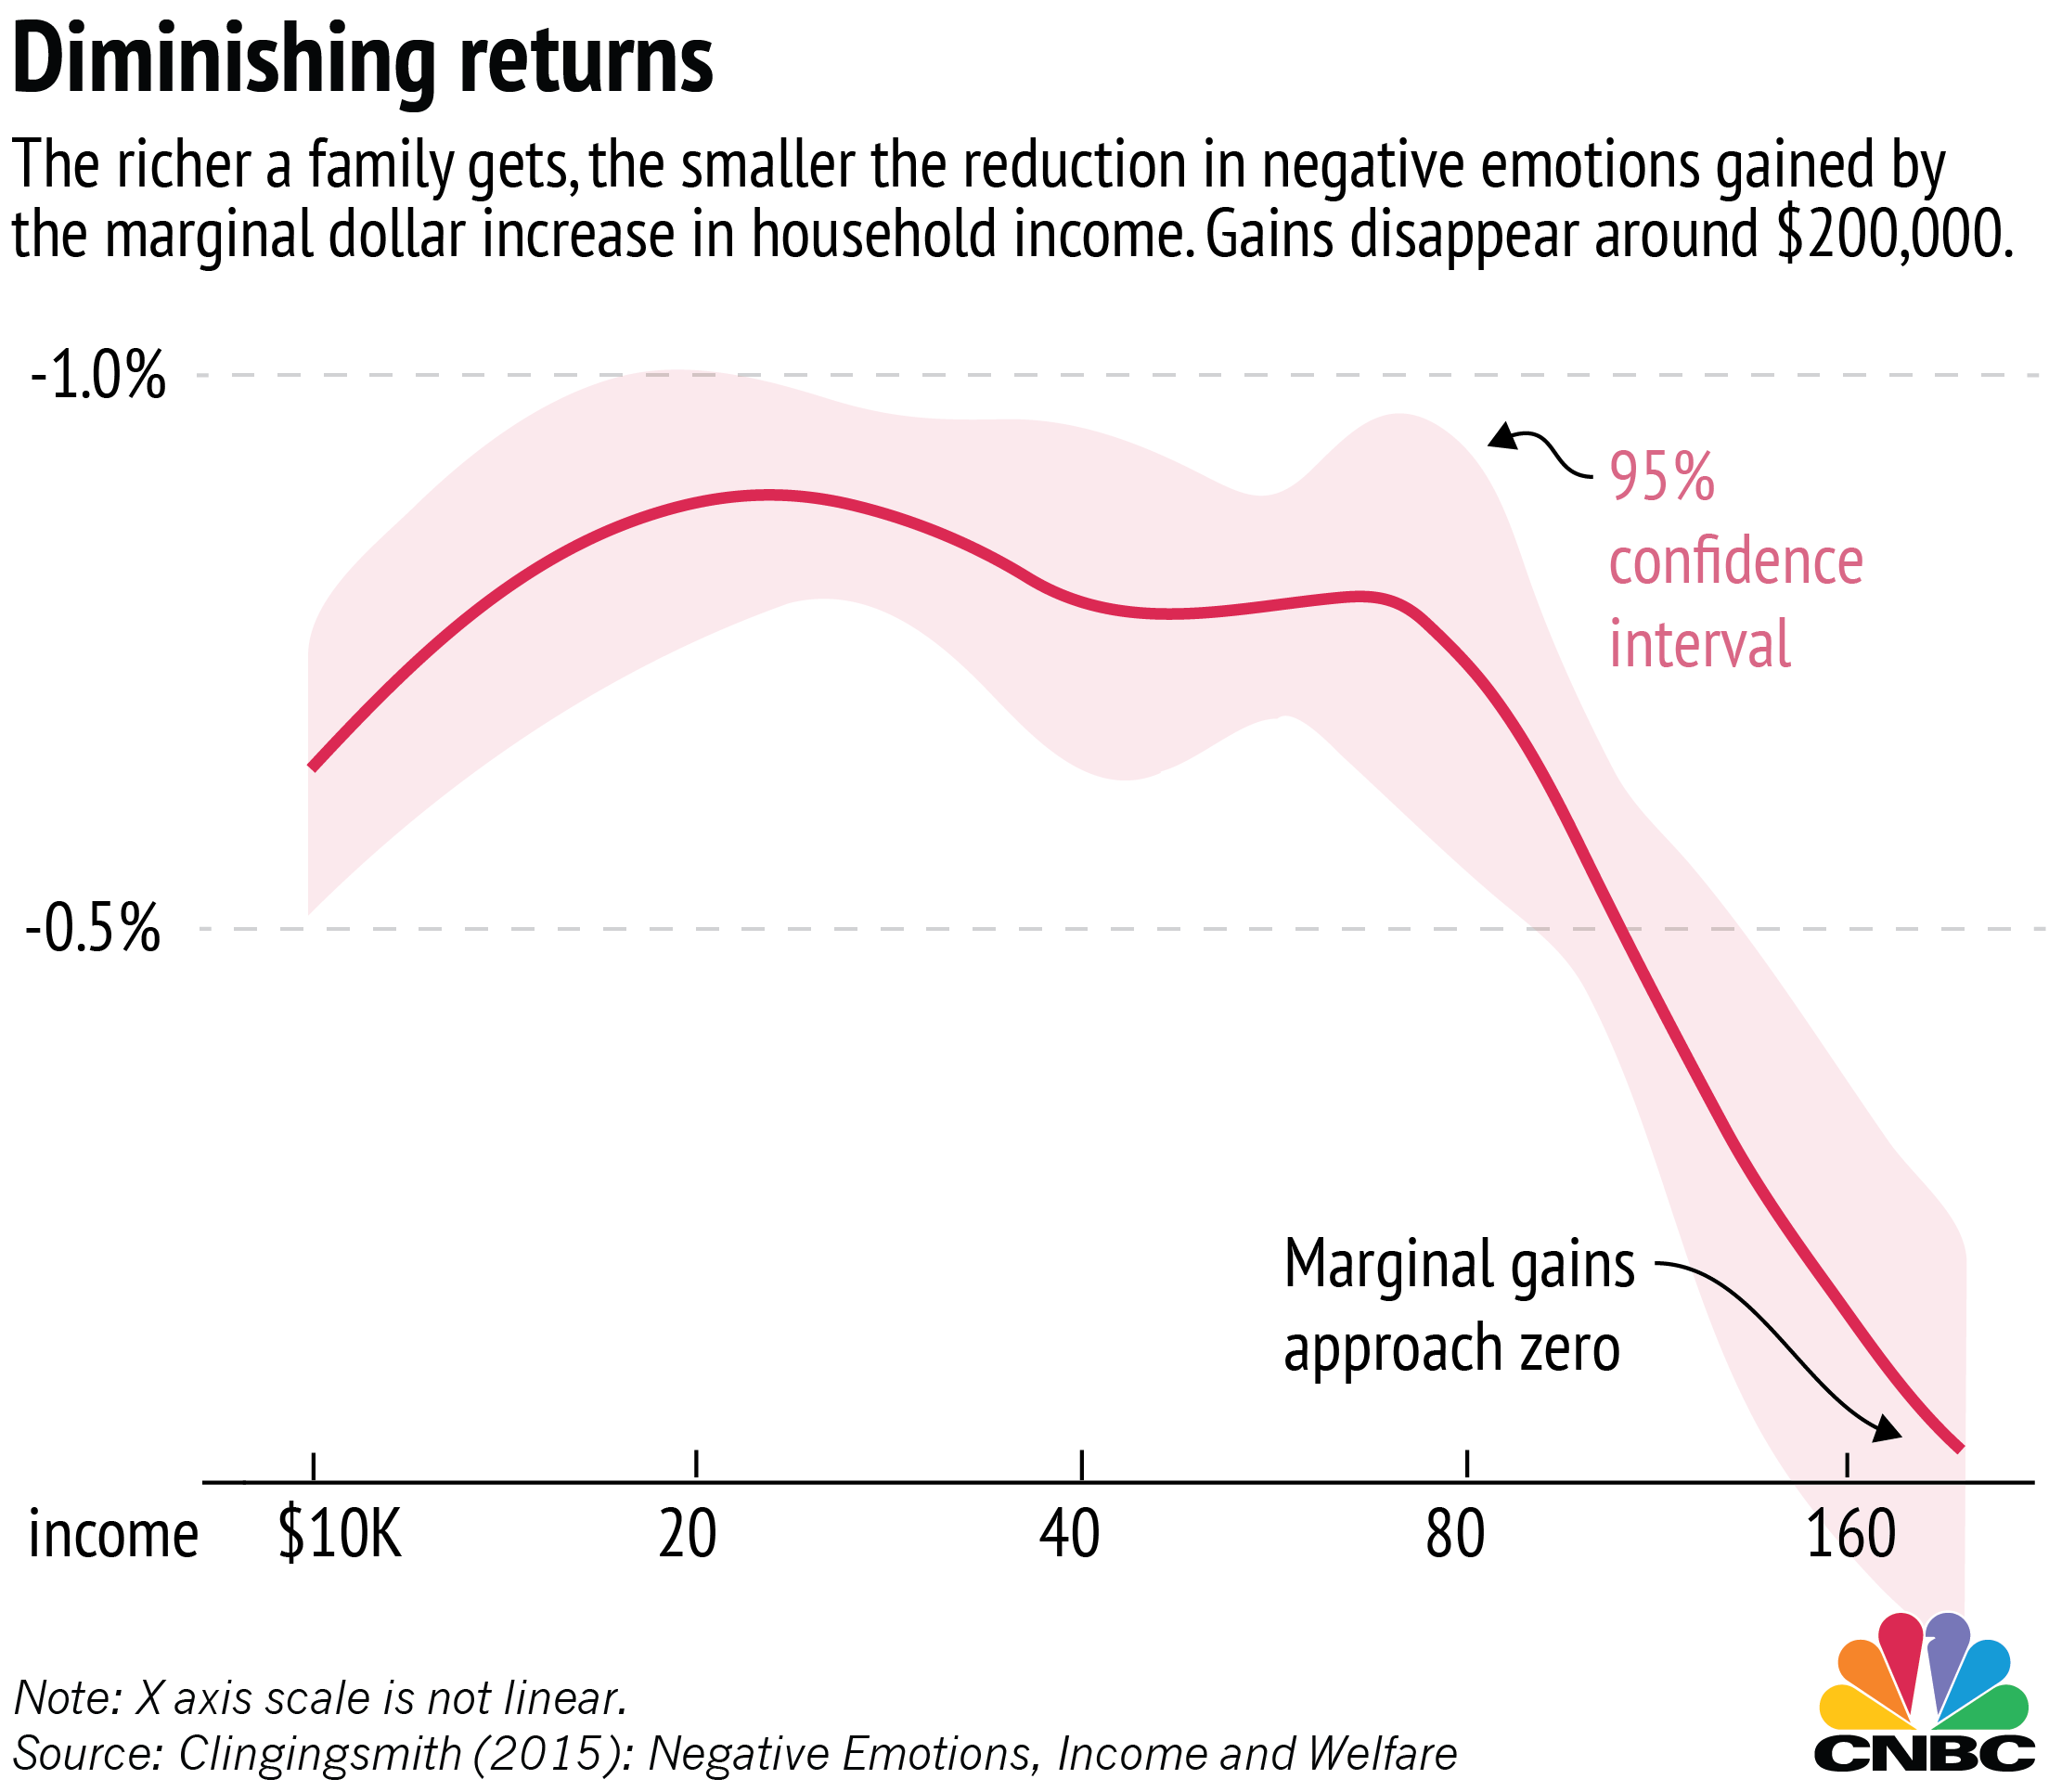 Diminishing returns
The richer a family gets, the smaller the reduction in negative emotions gained by
the marginal dollar increase in household income. Gains disappear around $200,000.
-1.0%
95%
confidence
interval
-0.5%
Marginal gains
approach zero
income $10K 20 40 80 160
Note: X axis scale is not linear.
Source: Clingingsmith (2015): Negative Emotions, Income and Welfare
CNBC